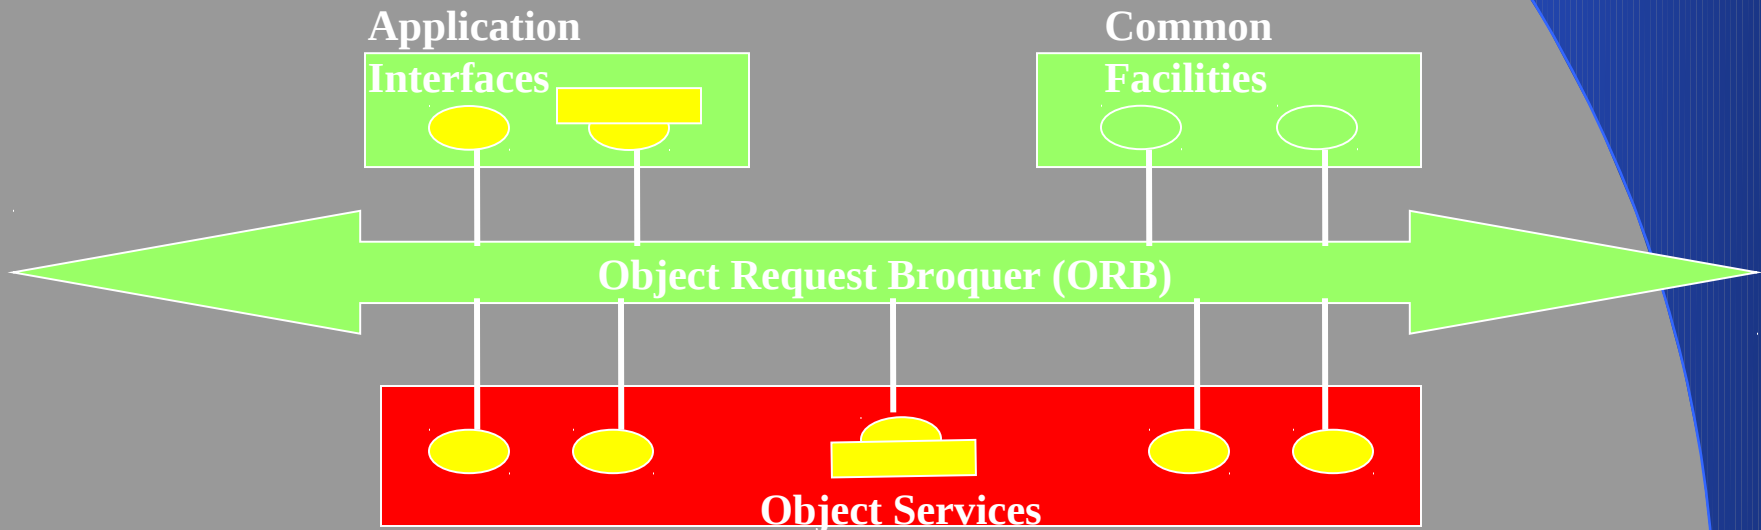 Application
Interfaces
Common
Facilities
Object Request Broquer (ORB)
Object Services